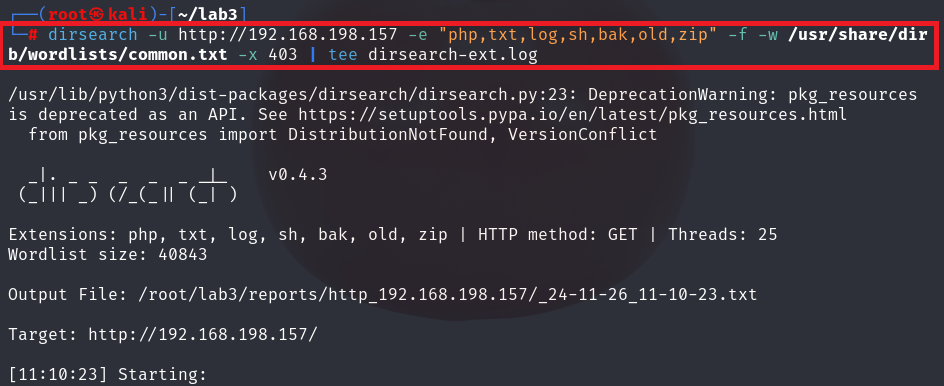 ┌──(root㉿kali)-[~/lab3]
└─# dirsearch -u http://192.168.198.157 -e "php,txt,log,sh,bak,old,zip" -f -w /usr/share/dir
b/wordlists/common.txt -x 403 | tee dirsearch-ext.log
/usr/lib/python3/dist-packages/dirsearch/dirsearch.py:23: DeprecationWarning: pkg_resources
is deprecated as an API. See https://setuptools.pypa.io/en/latest/pkg_resources.html
  from pkg_resources import DistributionNotFound, VersionConflict
  _|. _ _  _  _  _ _|_    v0.4.3
 (_||| _) (/_(_|| (_| )
Extensions: php, txt, log, sh, bak, old, zip | HTTP method: GET | Threads: 25
Wordlist size: 40843
Output File: /root/lab3/reports/http_192.168.198.157/_24-11-26_11-10-23.txt
Target: http://192.168.198.157/
[11:10:23] Starting: